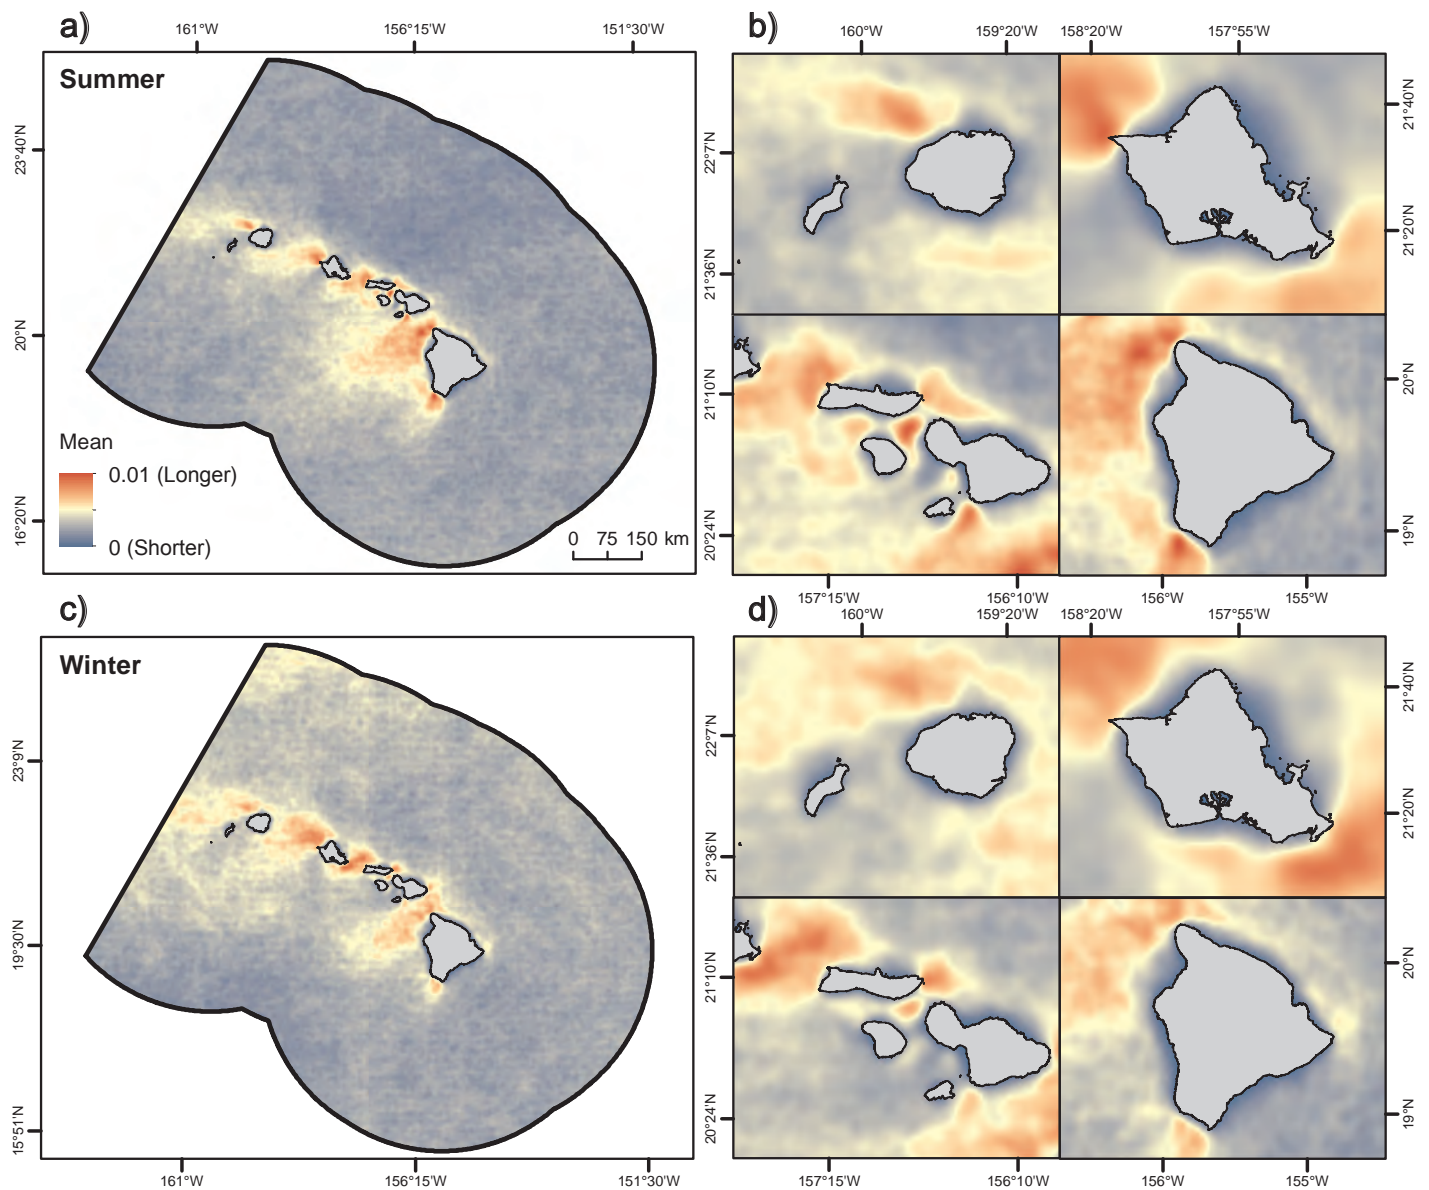 a)
161°W 156°15'W 151°30'W
Summer
23°40'N
20°N
16°20'N
Mean
0.01 (Longer)
0 (Shorter)
0 75 150 km
b)
160°W 159°20'W 158°20'W 157°55'W
22°7'N
21°36'N
21°40'N
21°20'N
21°10'N
20°24'N
20°N
19°N
157°15'W 156°10'W 156°W 155°W
c)
Winter
23°9'N
19°30'N
15°51'N
161°W 156°15'W 151°30'W
d)
160°W 159°20'W 158°20'W 157°55'W
22°7'N
21°36'N
21°40'N
21°20'N
21°10'N
20°24'N
20°N
19°N
157°15'W 156°10'W 156°W 155°W